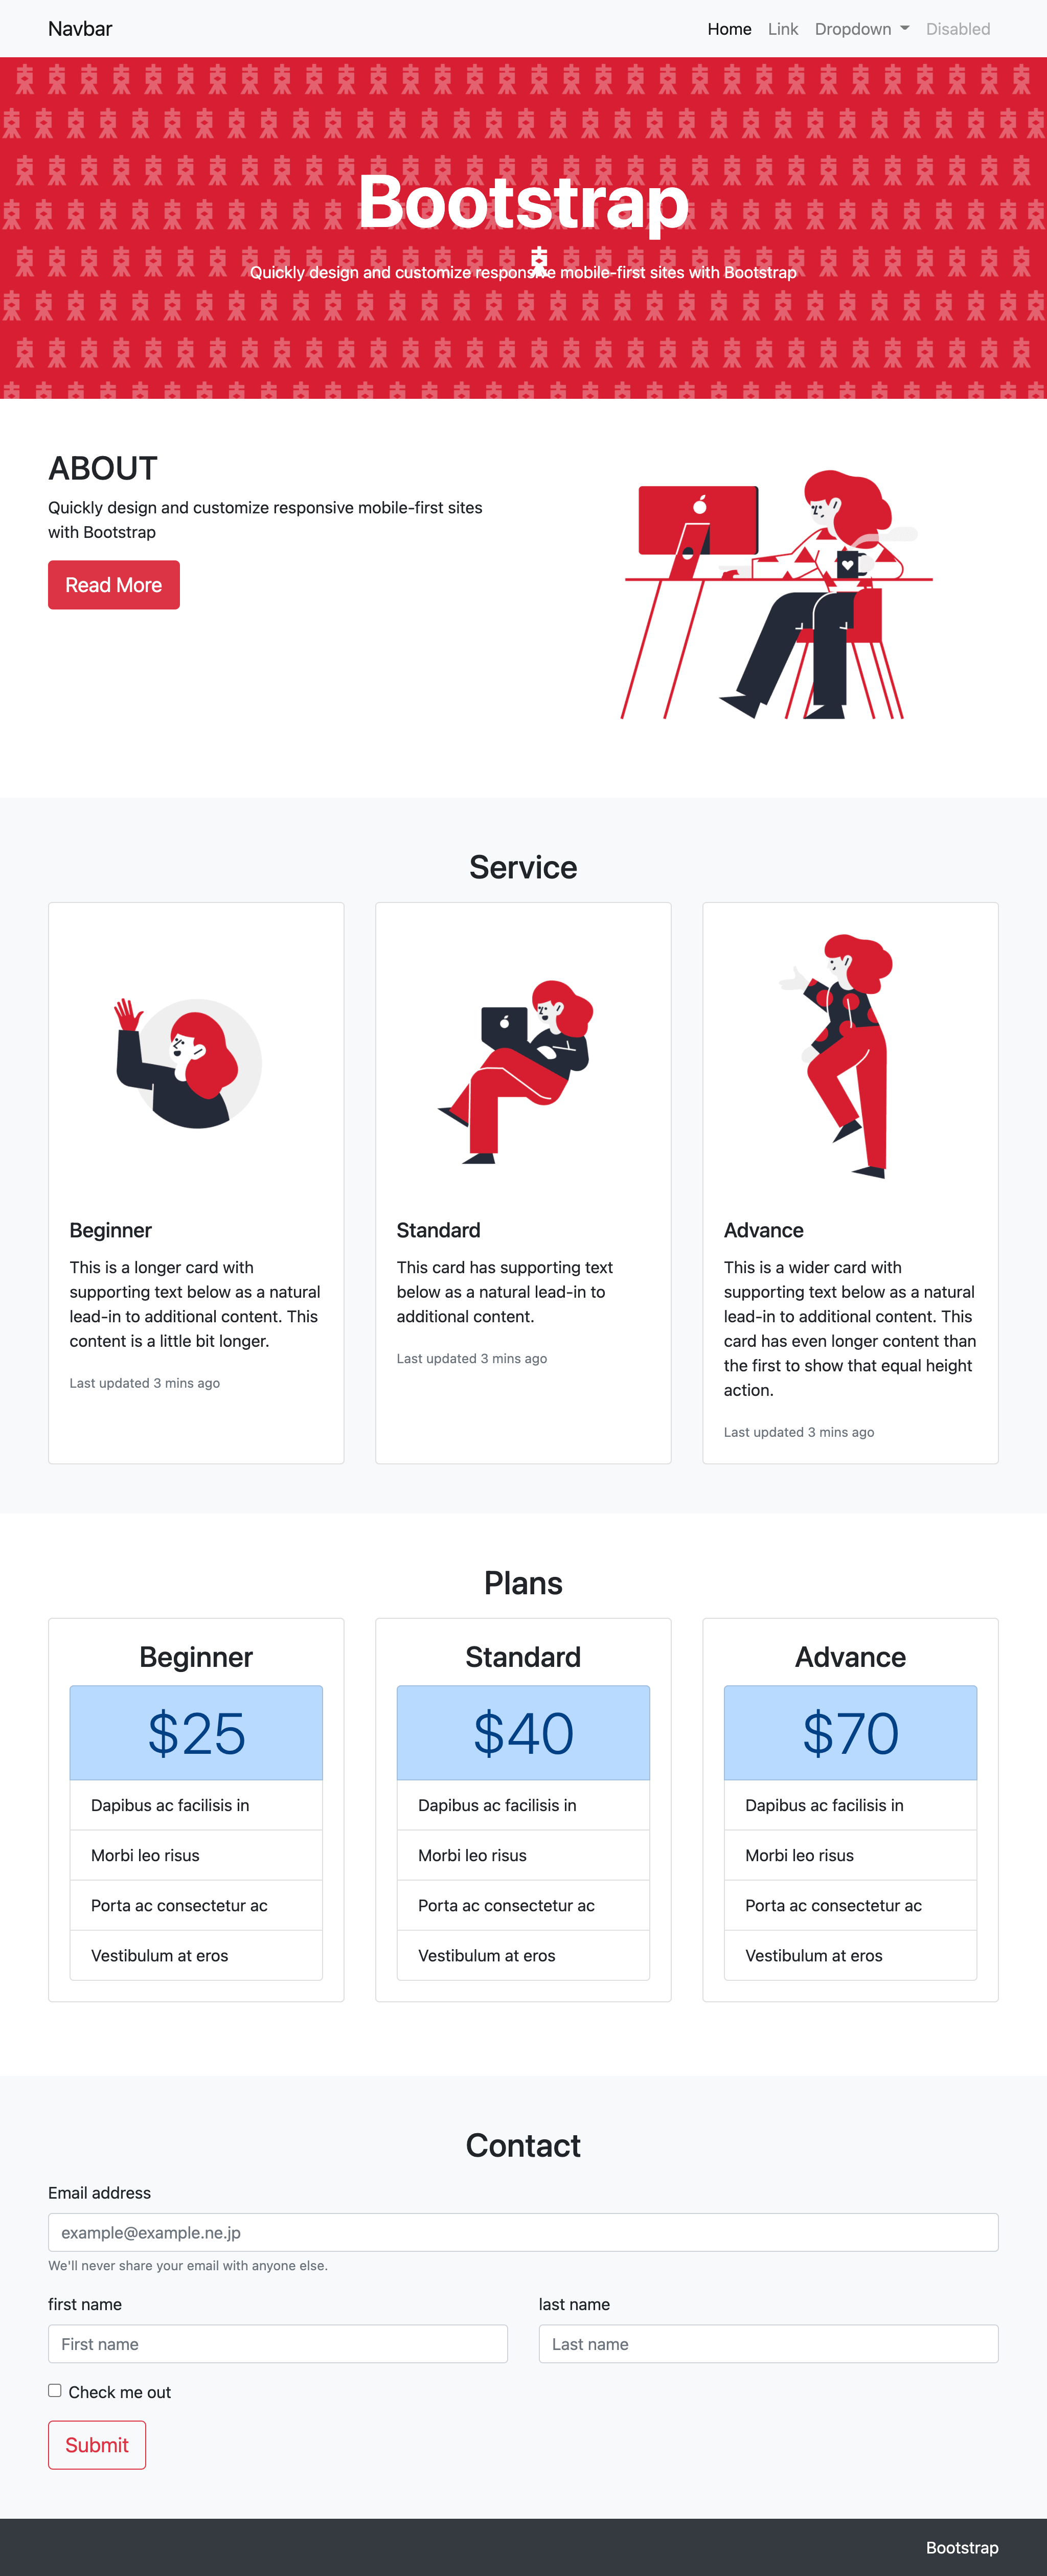 Navbar
Home Link Dropdown Disabled
Bootstrap
Quickly design and customize responsive mobile-first sites with Bootstrap
ABOUT
Quickly design and customize responsive mobile-first sites
with Bootstrap
Read More
Service
Beginner
This is a longer card with
supporting text below as a natural
lead-in to additional content. This
content is a little bit longer.
Last updated 3 mins ago
Standard
This card has supporting text
below as a natural lead-in to
additional content.
Last updated 3 mins ago
Advance
This is a wider card with
supporting text below as a natural
lead-in to additional content. This
card has even longer content than
the first to show that equal height
action.
Last updated 3 mins ago
Plans
Beginner
$25
Dapibus ac facilisis in
Morbi leo risus
Porta ac consectetur ac
Vestibulum at eros
Standard
$40
Dapibus ac facilisis in
Morbi leo risus
Porta ac consectetur ac
Vestibulum at eros
Advance
$70
Dapibus ac facilisis in
Morbi leo risus
Porta ac consectetur ac
Vestibulum at eros
Contact
Email address
example@example.ne.jp
We'll never share your email with anyone else.
first name
First name
last name
Last name
Check me out
Submit
Bootstrap